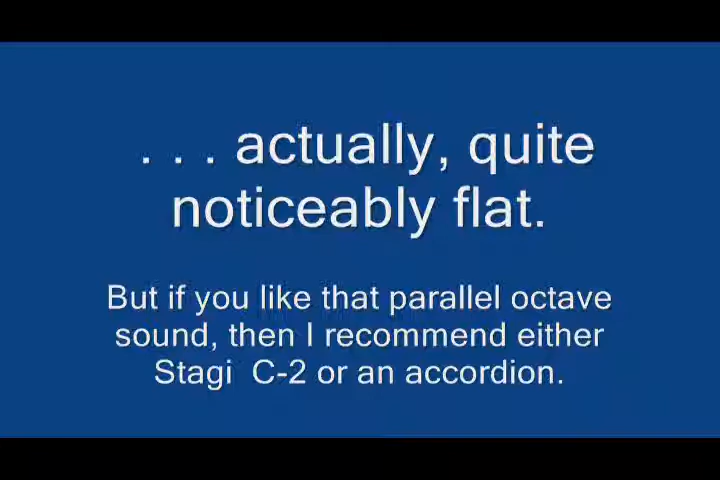 . . . actually, quite
noticeably flat.
But if you like that parallel octave
sound, then I recommend either
Stagi  C-2 or an accordion.